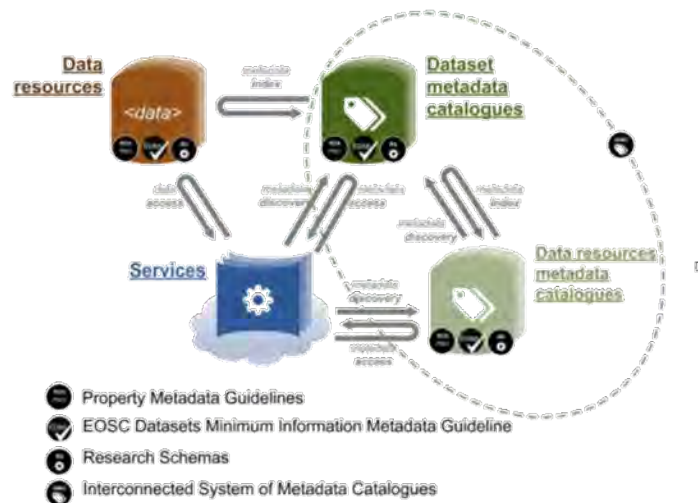 Data
resources
<data>
metadata
index
Dataset
metadata
catalogues
data
access
metadata
discovery
metadata
access
metadata
discovery
metadata
index
Services
Data resources
metadata
catalogues
metadata
discovery
metadata
access
Property Metadata Guidelines
EOSC Datasets Minimum Information Metadata Guideline
Research Schemas
Interconnected System of Metadata Catalogues